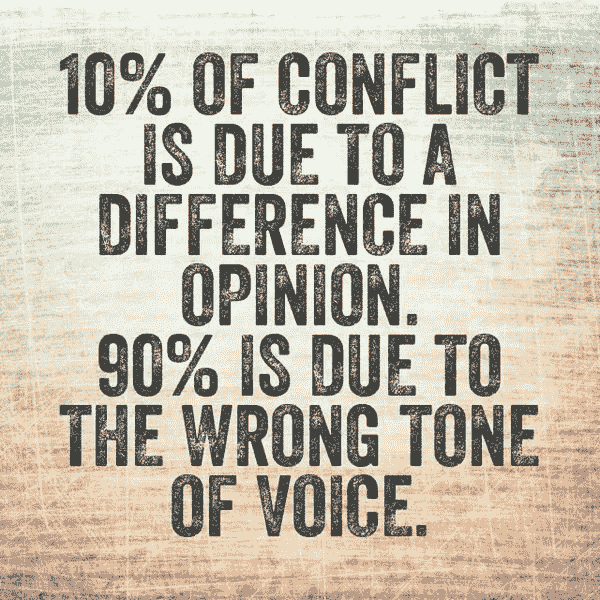 10% OF CONFLICT
IS DUE TO A
DIFFERENCE IN
OPINION.
90% IS DUE TO
THE WRONG TONE
OF VOICE.